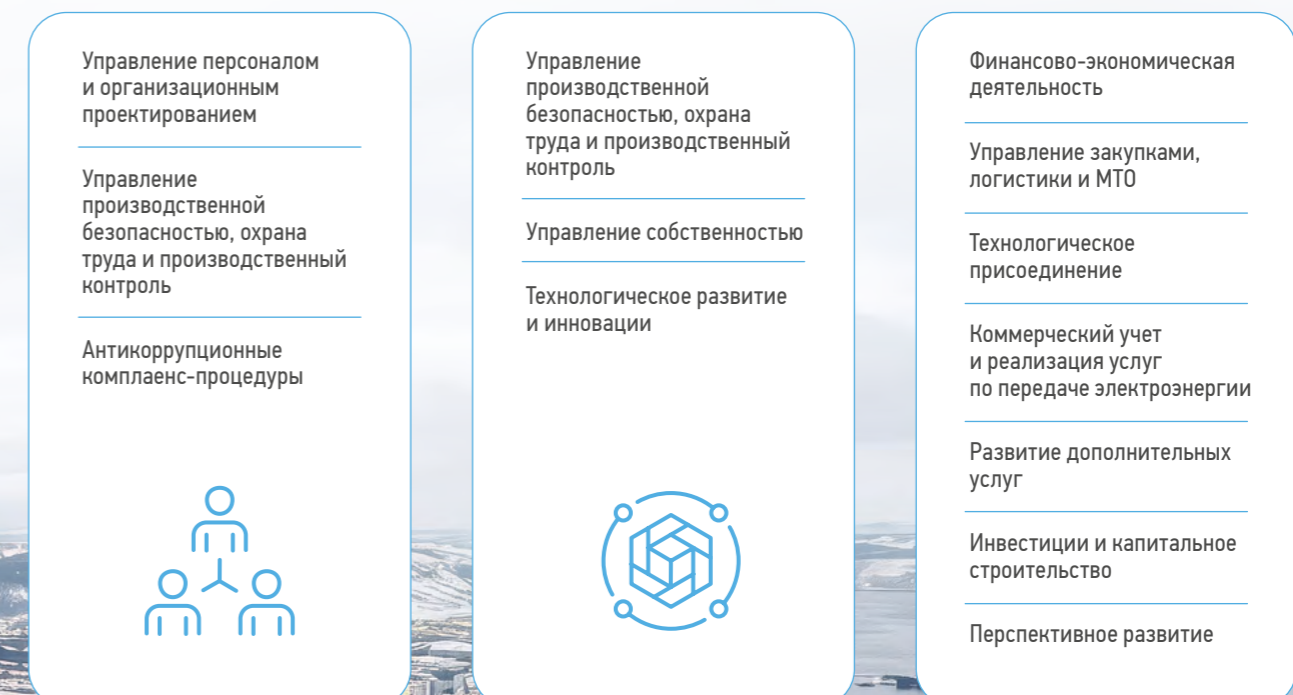 Управление персоналом
и организационным
проектированием
Управление
производственной
безопасностью, охрана
труда и производственный
контроль
Антикоррупционные
комплаенс-процедуры
Управление
производственной
безопасностью, охрана
труда и производственный
контроль
Управление собственностью
Технологическое развитие
и инновации
Финансово-экономическая
деятельность
Управление закупками,
логистики и МТО
Технологическое
присоединение
Коммерческий учет
и реализация услуг
по передаче электроэнергии
Развитие дополнительных
услуг
Инвестиции и капитальное
строительство
Перспективное развитие